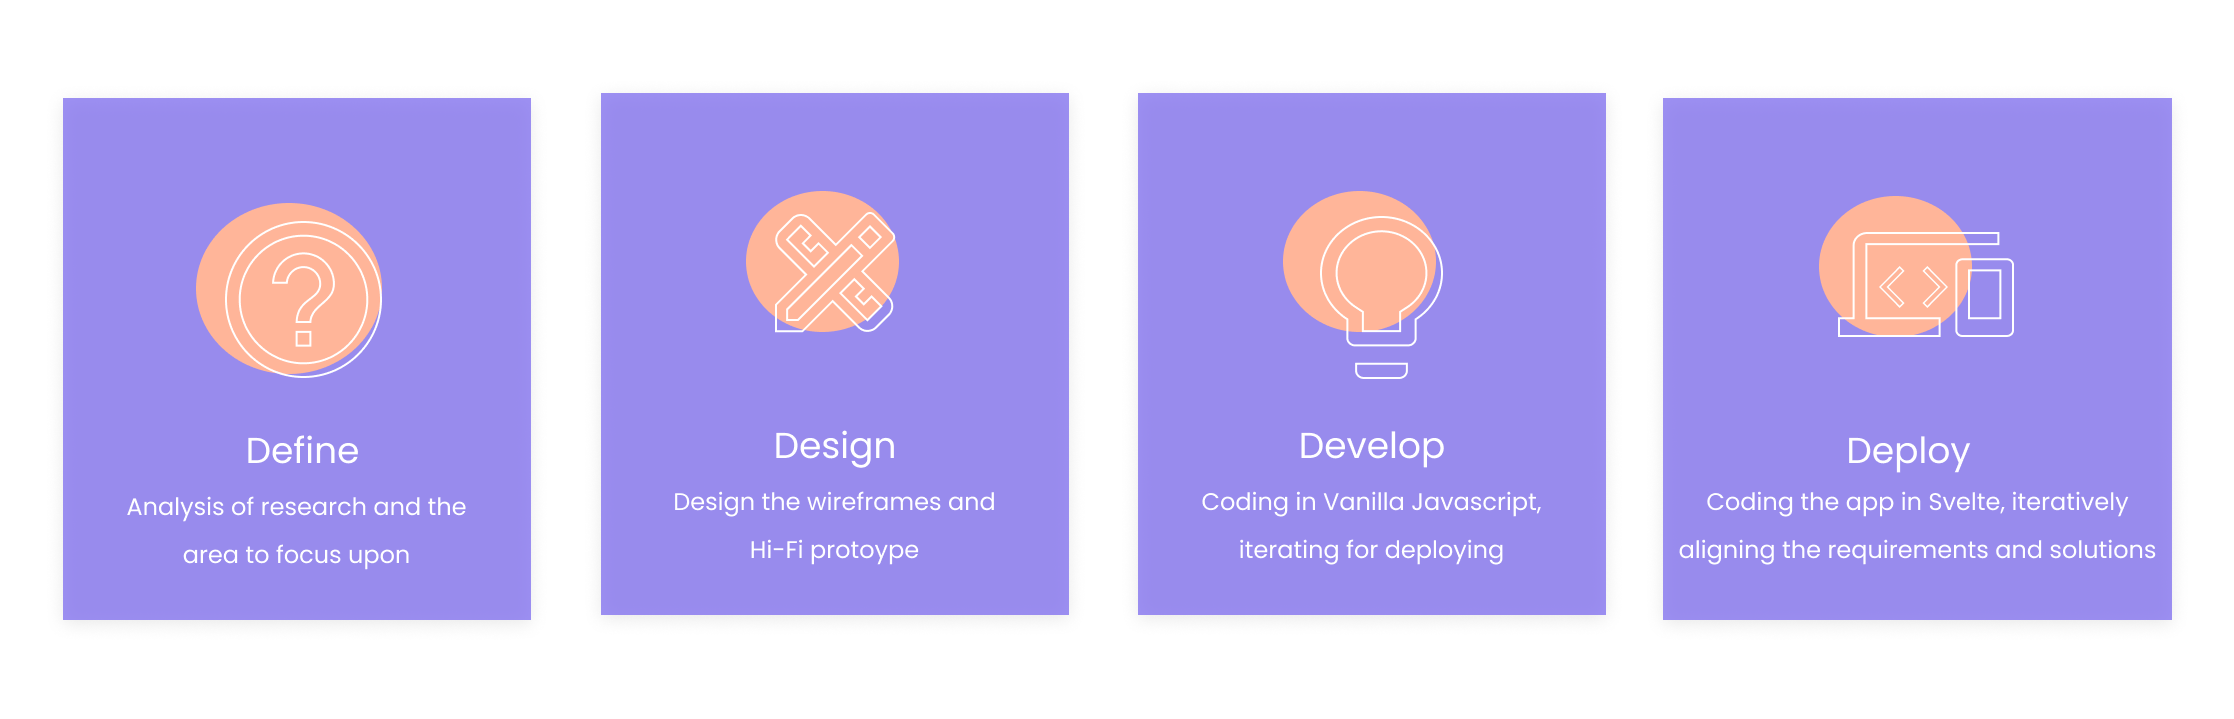 Define
Analysis of research and the
area to focus upon
Design
Design the wireframes and
Hi-Fi protoype
Develop
Coding in Vanilla Javascript,
iterating for deploying
Deploy
Coding the app in Svelte, iteratively
aligning the requirements and solutions